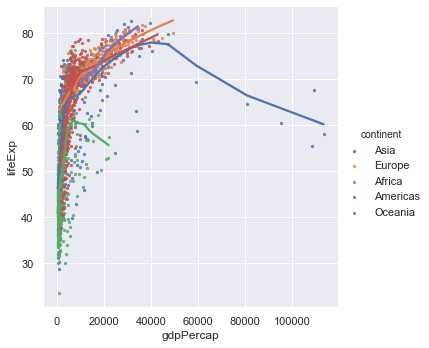 80
70
60
50
40
30
0 20000 40000 60000 80000 100000
gdpPercap
lifeExp
continent
Asia
Europe
Africa
Americas
Oceania